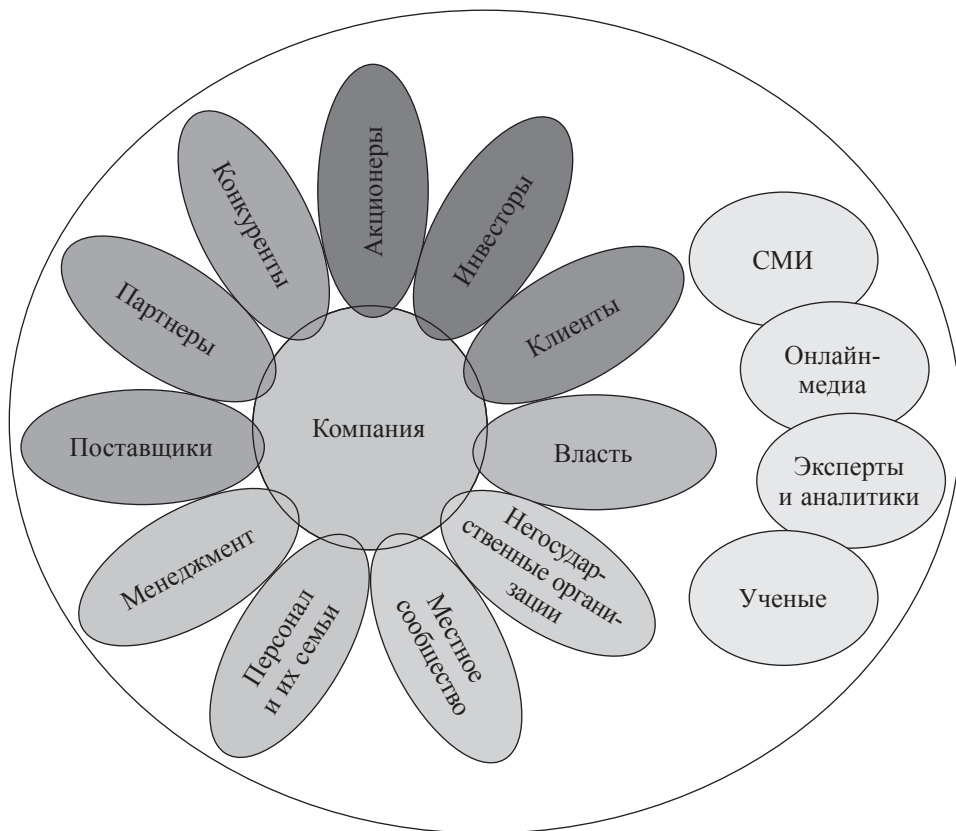 Акционеры
Инвесторы
Клиенты
Власть
Негосудар-
ственные органи-
зации
Местное
сообщество
Персонал
и их семьи
Менеджмент
Поставщики
Партнеры
Конкуренты
Компания
СМИ
Онлайн-
медиа
Эксперты
и аналитики
Ученые